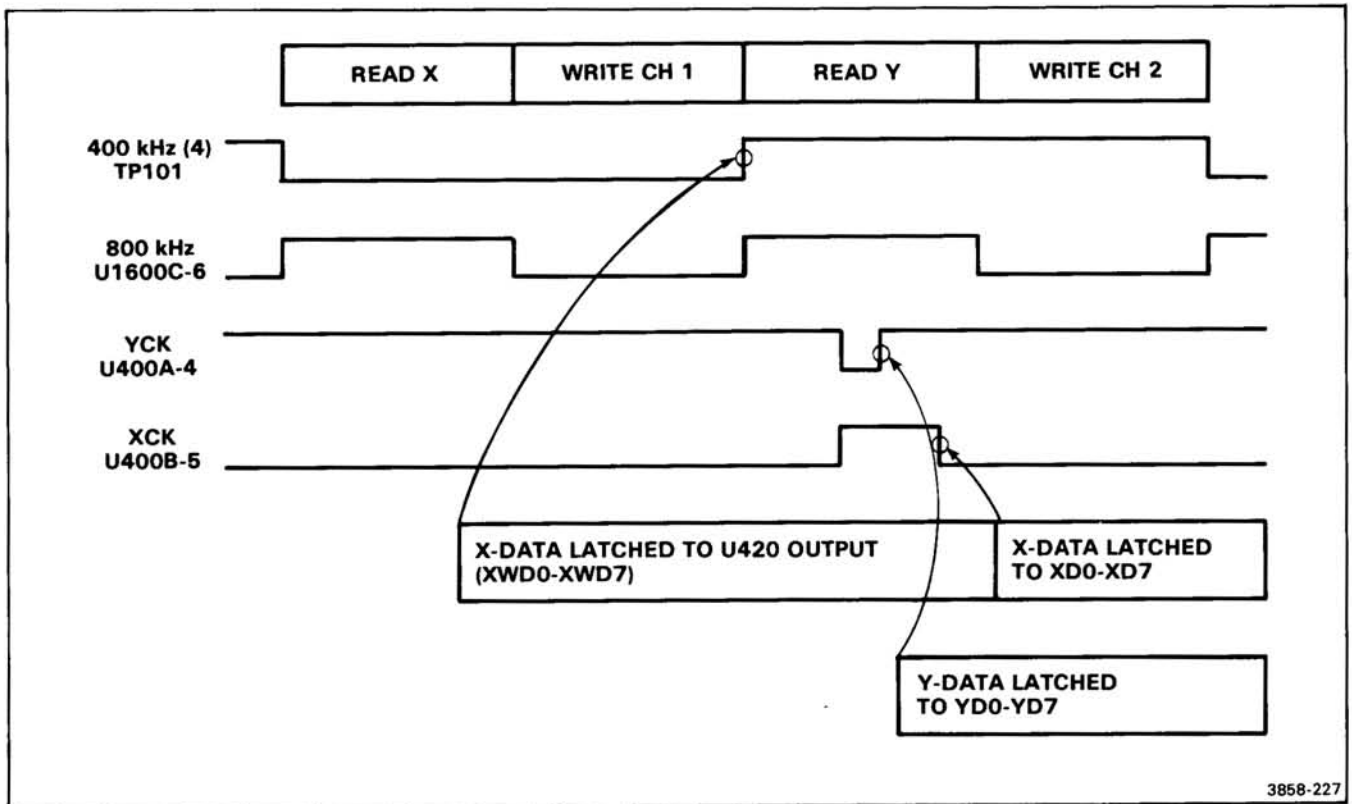 READ X
WRITE CH 1
READ Y
WRITE CH 2
400 kHz (4)
TP101
800 kHz
U1600C-6
YCK
U400A-4
XCK
U400B-5
X-DATA LATCHED TO U420 OUTPUT
(XWD0-XWD7)
X-DATA LATCHED
TO XD0-XD7
Y-DATA LATCHED
TO YD0-YD7
3858-227